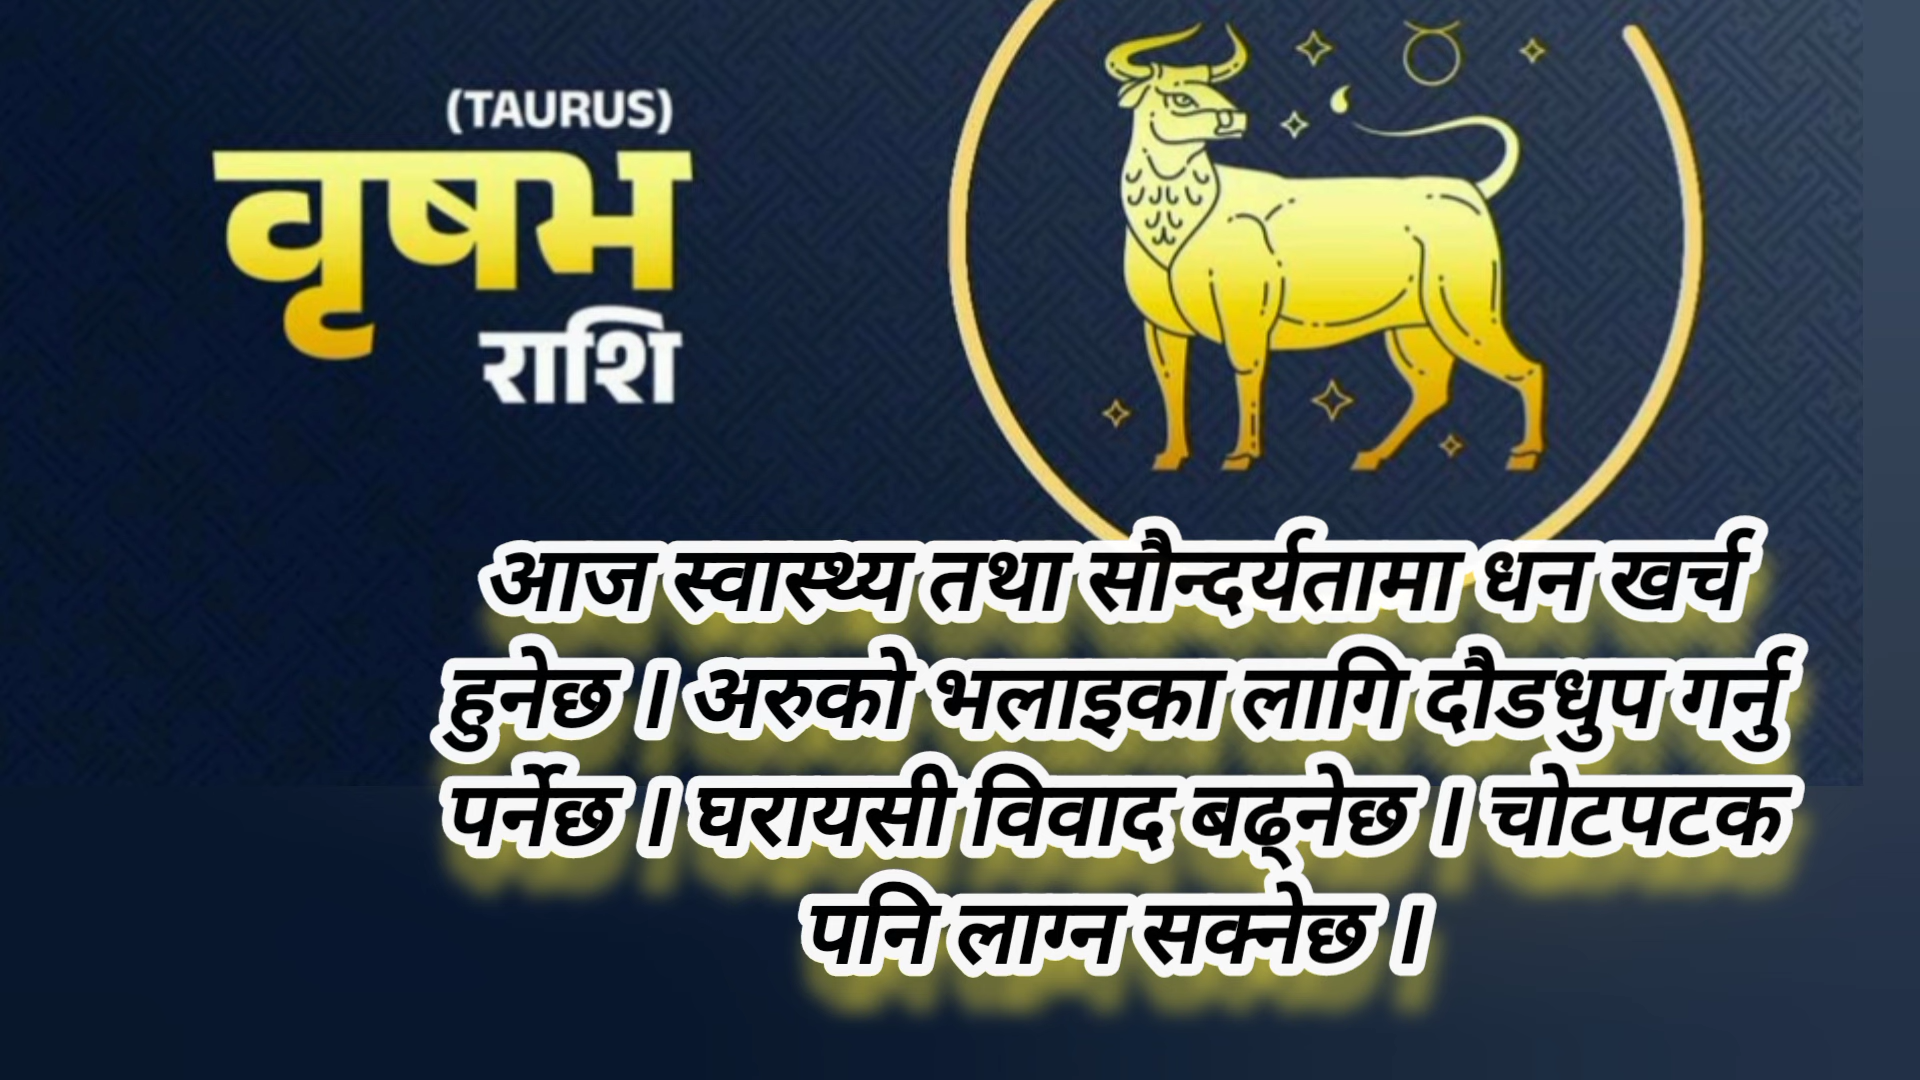 (TAURUS)
वृषभ
राशि
आज स्वास्थ्य तथा सौन्दर्यतामा धन खर्च
हुनेछ । अरुको भलाइका लागि दौडधुप गर्नु
पर्नेछ । घरायसी विवाद बढ्नेछ । चोटपटक
पनि लाग्न सक्नेछ ।